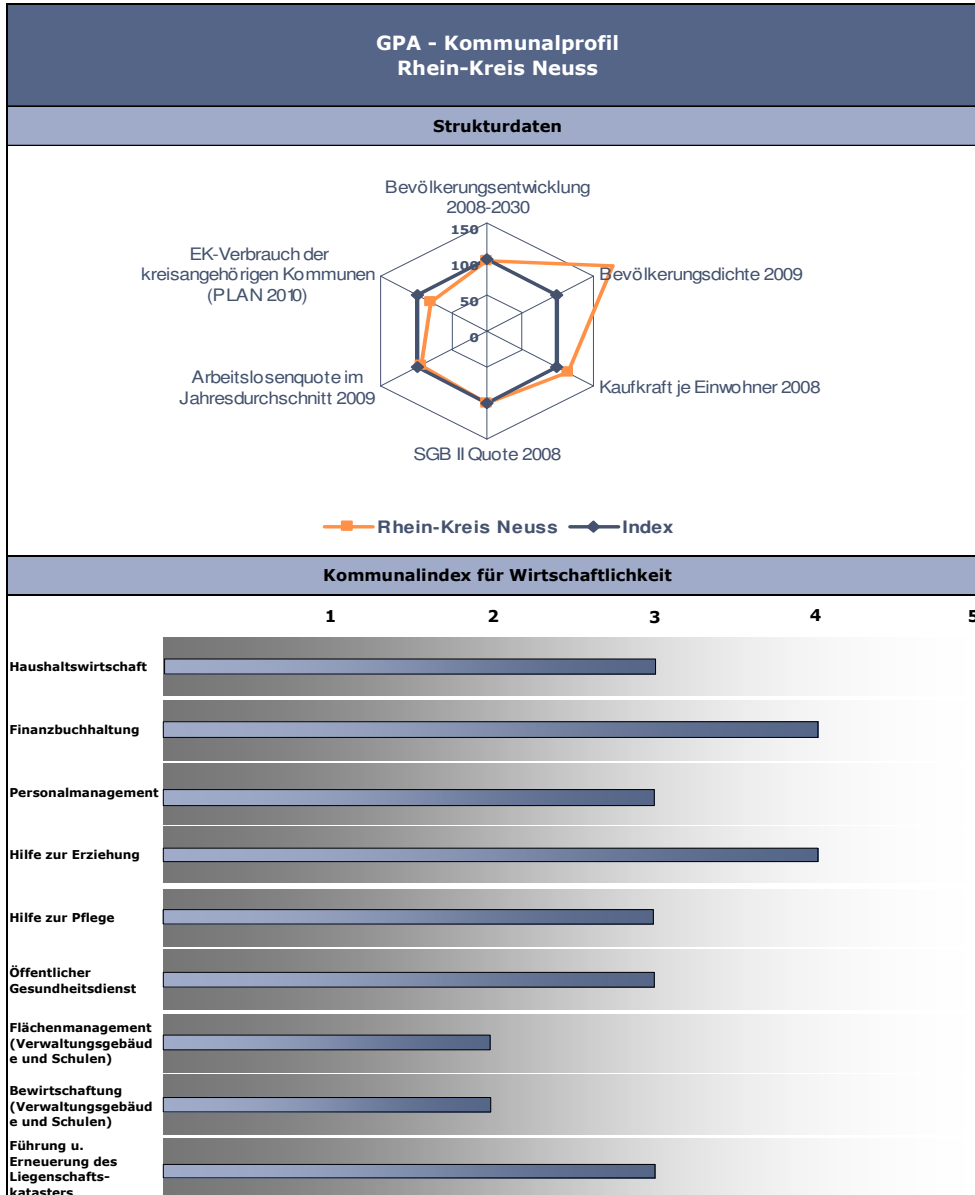 GPA - Kommunalprofil
Rhein-Kreis Neuss
Strukturdaten
Bevölkerungsentwicklung
2008-2030
150
100
50
0
EK-Verbrauch der
kreisangehörigen Kommunen
(PLAN 2010)
Bevölkerungsdichte 2009
Arbeitslosenquote im
Jahresdurchschnitt 2009
Kaufkraft je Einwohner 2008
SGB II Quote 2008
Rhein-Kreis Neuss Index
Kommunalindex für Wirtschaftlichkeit
1 2 3 4 5
Haushaltswirtschaft
Finanzbuchhaltung
Personalmanagement
Hilfe zur Erziehung
Hilfe zur Pflege
Öffentlicher
Gesundheitsdienst
Flächenmanagement
(Verwaltungsgebäud
e und Schulen)
Bewirtschaftung
(Verwaltungsgebäud
e und Schulen)
Führung u.
Erneuerung des
Liegenschafts-
katasters